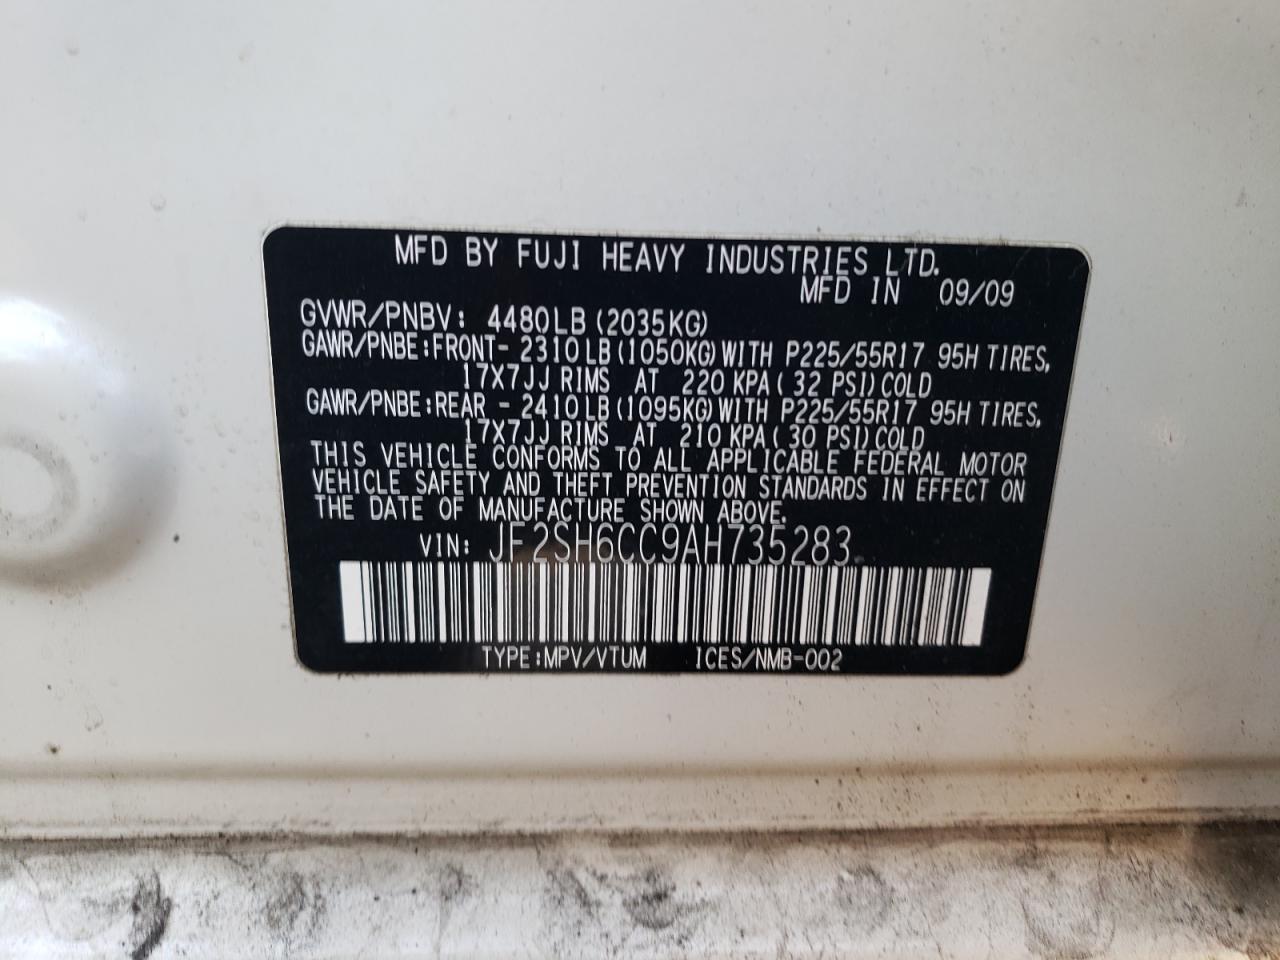 MFD BY FUJI HEAVY INDUSTRIES LTD.
MFD IN 09/09
GVWR/PNBV: 4480LB (2035KG)
GAWR/PNBE:FRONT- 2310LB (1050KG) WITH P225/55R17 95H TIRES,
17X7JJ RIMS AT 220 KPA ( 32 PSI) COLD
GAWR/PNBE:REAR - 2410LB (1095KG) WITH P225/55R17 95H TIRES,
17X7JJ RIMS AT 210 KPA ( 30 PSI) COLD
THIS VEHICLE CONFORMS TO ALL APPLICABLE FEDERAL MOTOR
VEHICLE SAFETY AND THEFT PREVENTION STANDARDS IN EFFECT ON
THE DATE OF MANUFACTURE SHOWN ABOVE.
VIN: JF2SH6CC9AH735283
TYPE:MPV/VTUM ICES/NMB-002